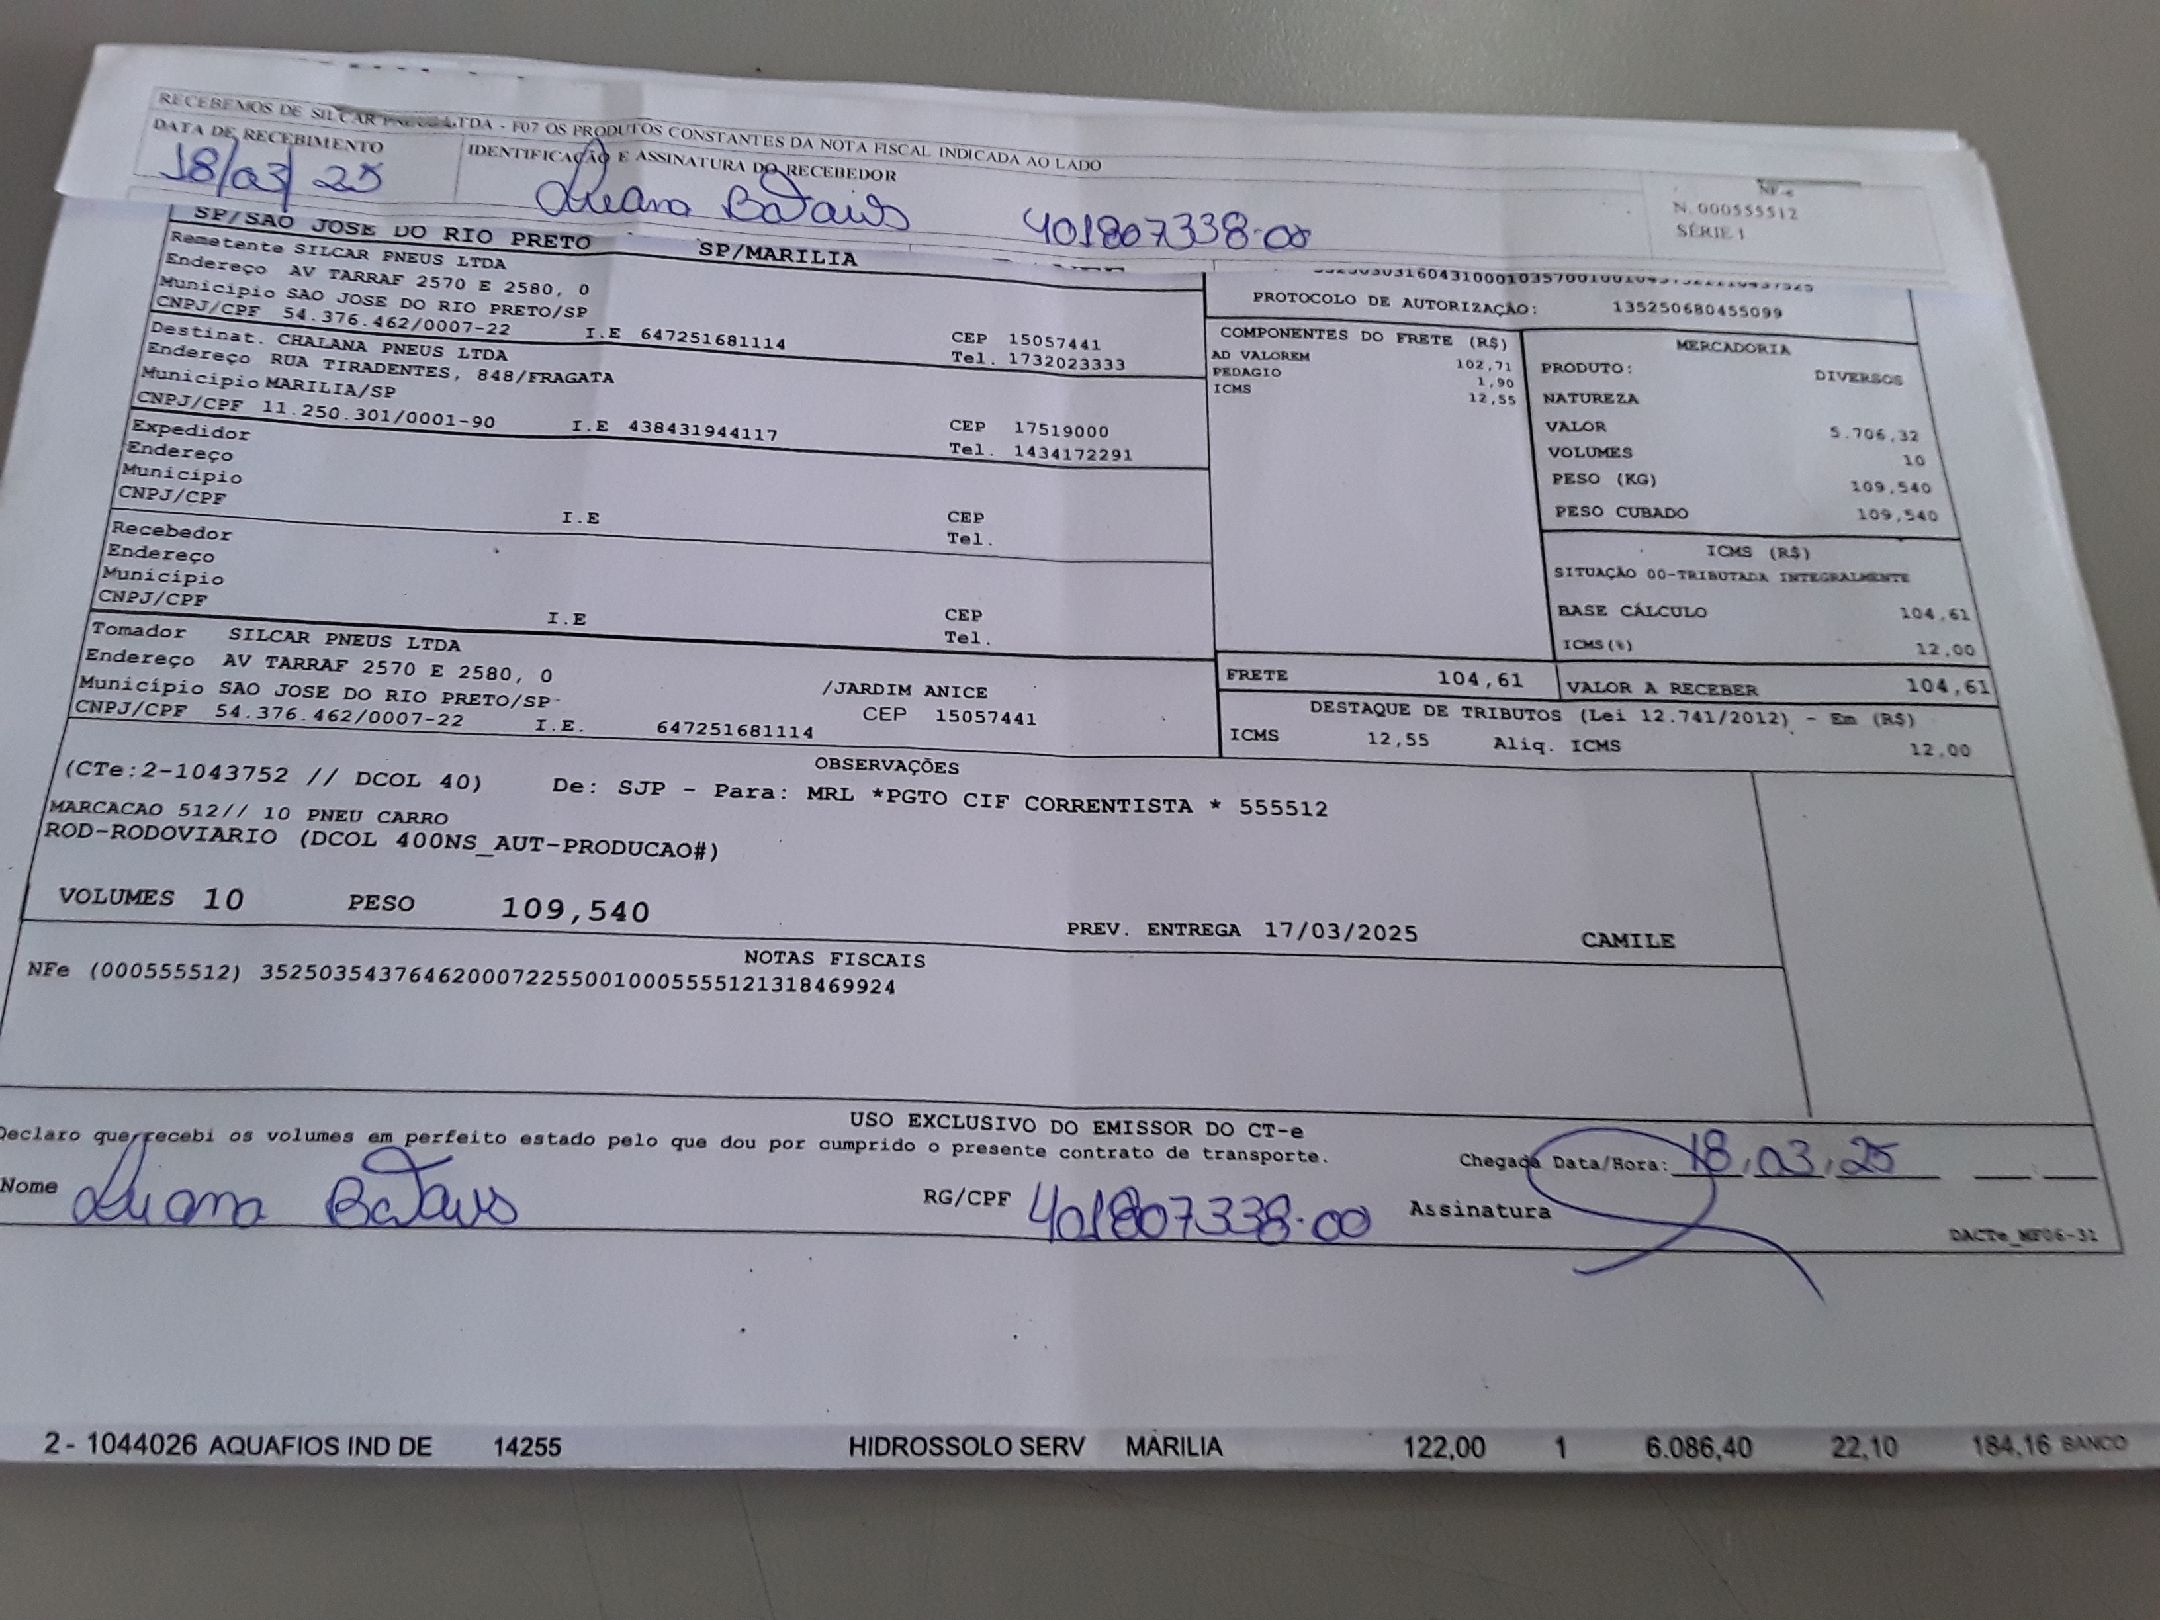 RECEBEMOS DE SILCAR PNEUS LTDA - F07 OS PRODUTOS CONSTANTES DA NOTA FISCAL INDICADA AO LADO
DATA DE RECEBIMENTO IDENTIFICAÇÃO E ASSINATURA DO RECEBEDOR
18/03/25 401807338-00
NF-e
N. 000555512
SÉRIE 1
SP/SAO JOSE DO RIO PRETO SP/MARILIA
Remetente SILCAR PNEUS LTDA
Endereço AV TARRAF 2570 E 2580, 0
Município SAO JOSE DO RIO PRETO/SP CEP 15057441
CNPJ/CPF 54.376.462/0007-22 I.E 647251681114 Tel. 1732023333
Destinat. CHALANA PNEUS LTDA
Endereço RUA TIRADENTES, 848/FRAGATA
Município MARILIA/SP CEP 17519000
CNPJ/CPF 11.250.301/0001-90 I.E 438431944117 Tel. 1434172291
Expedidor
Endereço
Município CEP
CNPJ/CPF I.E Tel.
Recebedor
Endereço
Município CEP
CNPJ/CPF I.E Tel.
Tomador SILCAR PNEUS LTDA
Endereço AV TARRAF 2570 E 2580, 0 /JARDIM ANICE
Município SAO JOSE DO RIO PRETO/SP CEP 15057441
CNPJ/CPF 54.376.462/0007-22 I.E. 647251681114
PROTOCOLO DE AUTORIZAÇÃO: 135250680455099
COMPONENTES DO FRETE (R$)
AD VALOREM 102,71
PEDAGIO 1,90
ICMS 12,55
MERCADORIA
PRODUTO: DIVERSOS
NATUREZA
VALOR 5.706,32
VOLUMES 10
PESO (KG) 109,540
PESO CUBADO 109,540
ICMS (R$)
SITUAÇÃO 00-TRIBUTADA INTEGRALMENTE
BASE CÁLCULO 104,61
ICMS(%) 12,00
FRETE 104,61 VALOR A RECEBER 104,61
DESTAQUE DE TRIBUTOS (Lei 12.741/2012) - Em (R$)
ICMS 12,55 Aliq. ICMS 12,00
OBSERVAÇÕES
(CTe:2-1043752 // DCOL 40) De: SJP - Para: MRL *PGTO CIF CORRENTISTA * 555512
MARCACAO 512// 10 PNEU CARRO
ROD-RODOVIARIO (DCOL 400NS_AUT-PRODUCAO#)
VOLUMES 10 PESO 109,540 PREV. ENTREGA 17/03/2025 CAMILE
NOTAS FISCAIS
NFe (000555512) 35250354376462000722550010005555121318469924
USO EXCLUSIVO DO EMISSOR DO CT-e
Declaro que recebi os volumes em perfeito estado pelo que dou por cumprido o presente contrato de transporte.
Chegada Data/Hora: 18.03.25
Nome RG/CPF 401807338-00 Assinatura
DACTe_MF06-31
2 - 1044026 AQUAFIOS IND DE 14255 HIDROSSOLO SERV MARILIA 122,00 1 6.086,40 22,10 184,16 BANCO